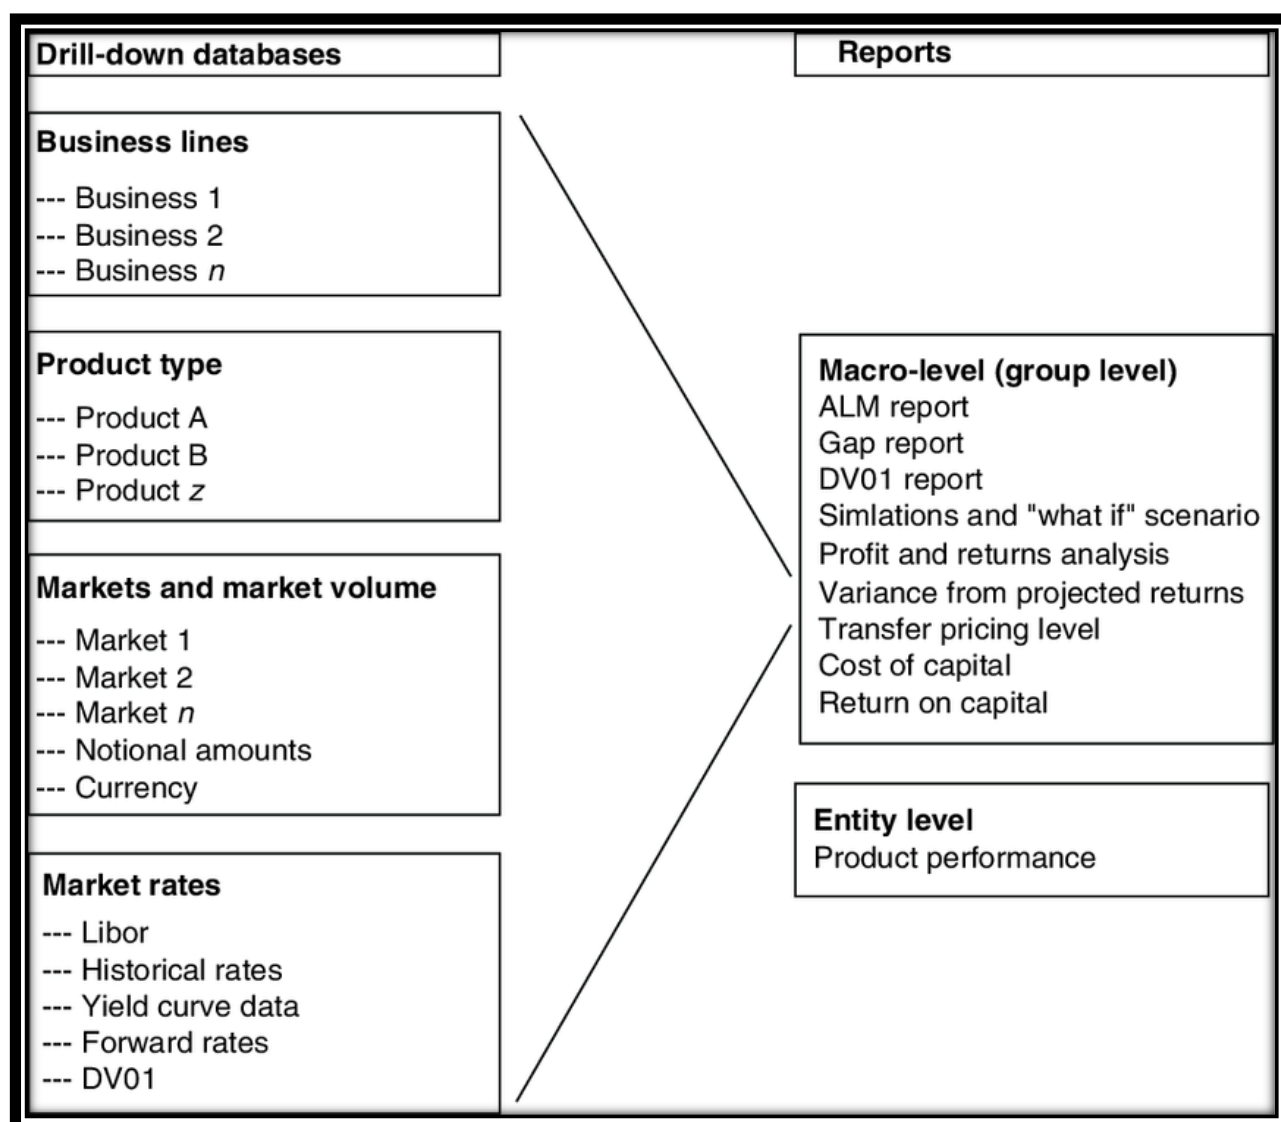 Drill-down databases
Business lines
--- Business 1
--- Business 2
--- Business n
Product type
--- Product A
--- Product B
--- Product z
Markets and market volume
--- Market 1
--- Market 2
--- Market n
--- Notional amounts
--- Currency
Market rates
--- Libor
--- Historical rates
--- Yield curve data
--- Forward rates
--- DV01
Reports
Macro-level (group level)
ALM report
Gap report
DV01 report
Simlations and "what if" scenario
Profit and returns analysis
Variance from projected returns
Transfer pricing level
Cost of capital
Return on capital
Entity level
Product performance